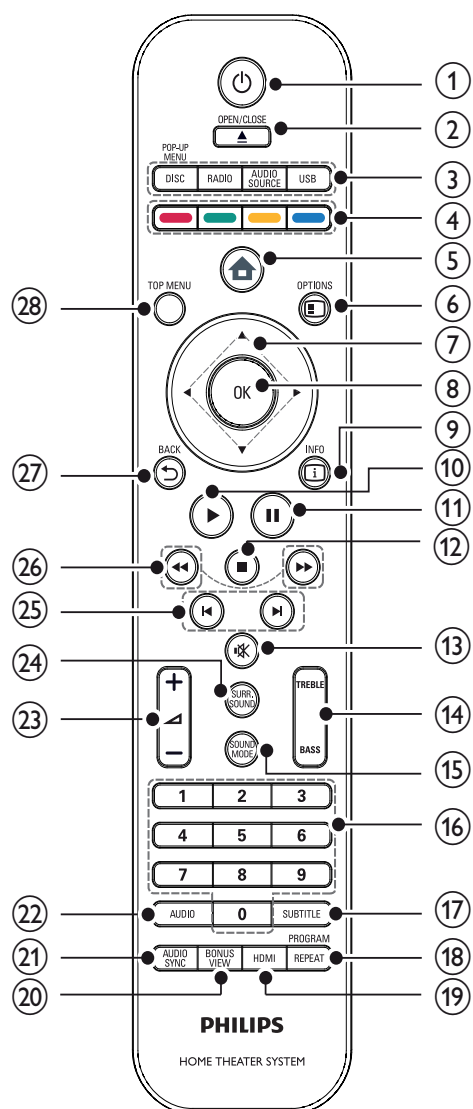 1
OPEN/CLOSE
2
POP-UP
MENU
DISC RADIO AUDIO SOURCE USB
3
4
5
TOP MENU
28
OPTIONS
6
7
OK
8
BACK
27
INFO
9
10
11
12
26
25
13
24
SURR.
SOUND
TREBLE
BASS
14
23
SOUND
MODE
15
1 2 3
4 5 6
7 8 9
16
22
AUDIO 0 SUBTITLE
17
PROGRAM
21
AUDIO SYNC BONUS VIEW HDMI REPEAT
18
20
19
PHILIPS
HOME THEATER SYSTEM